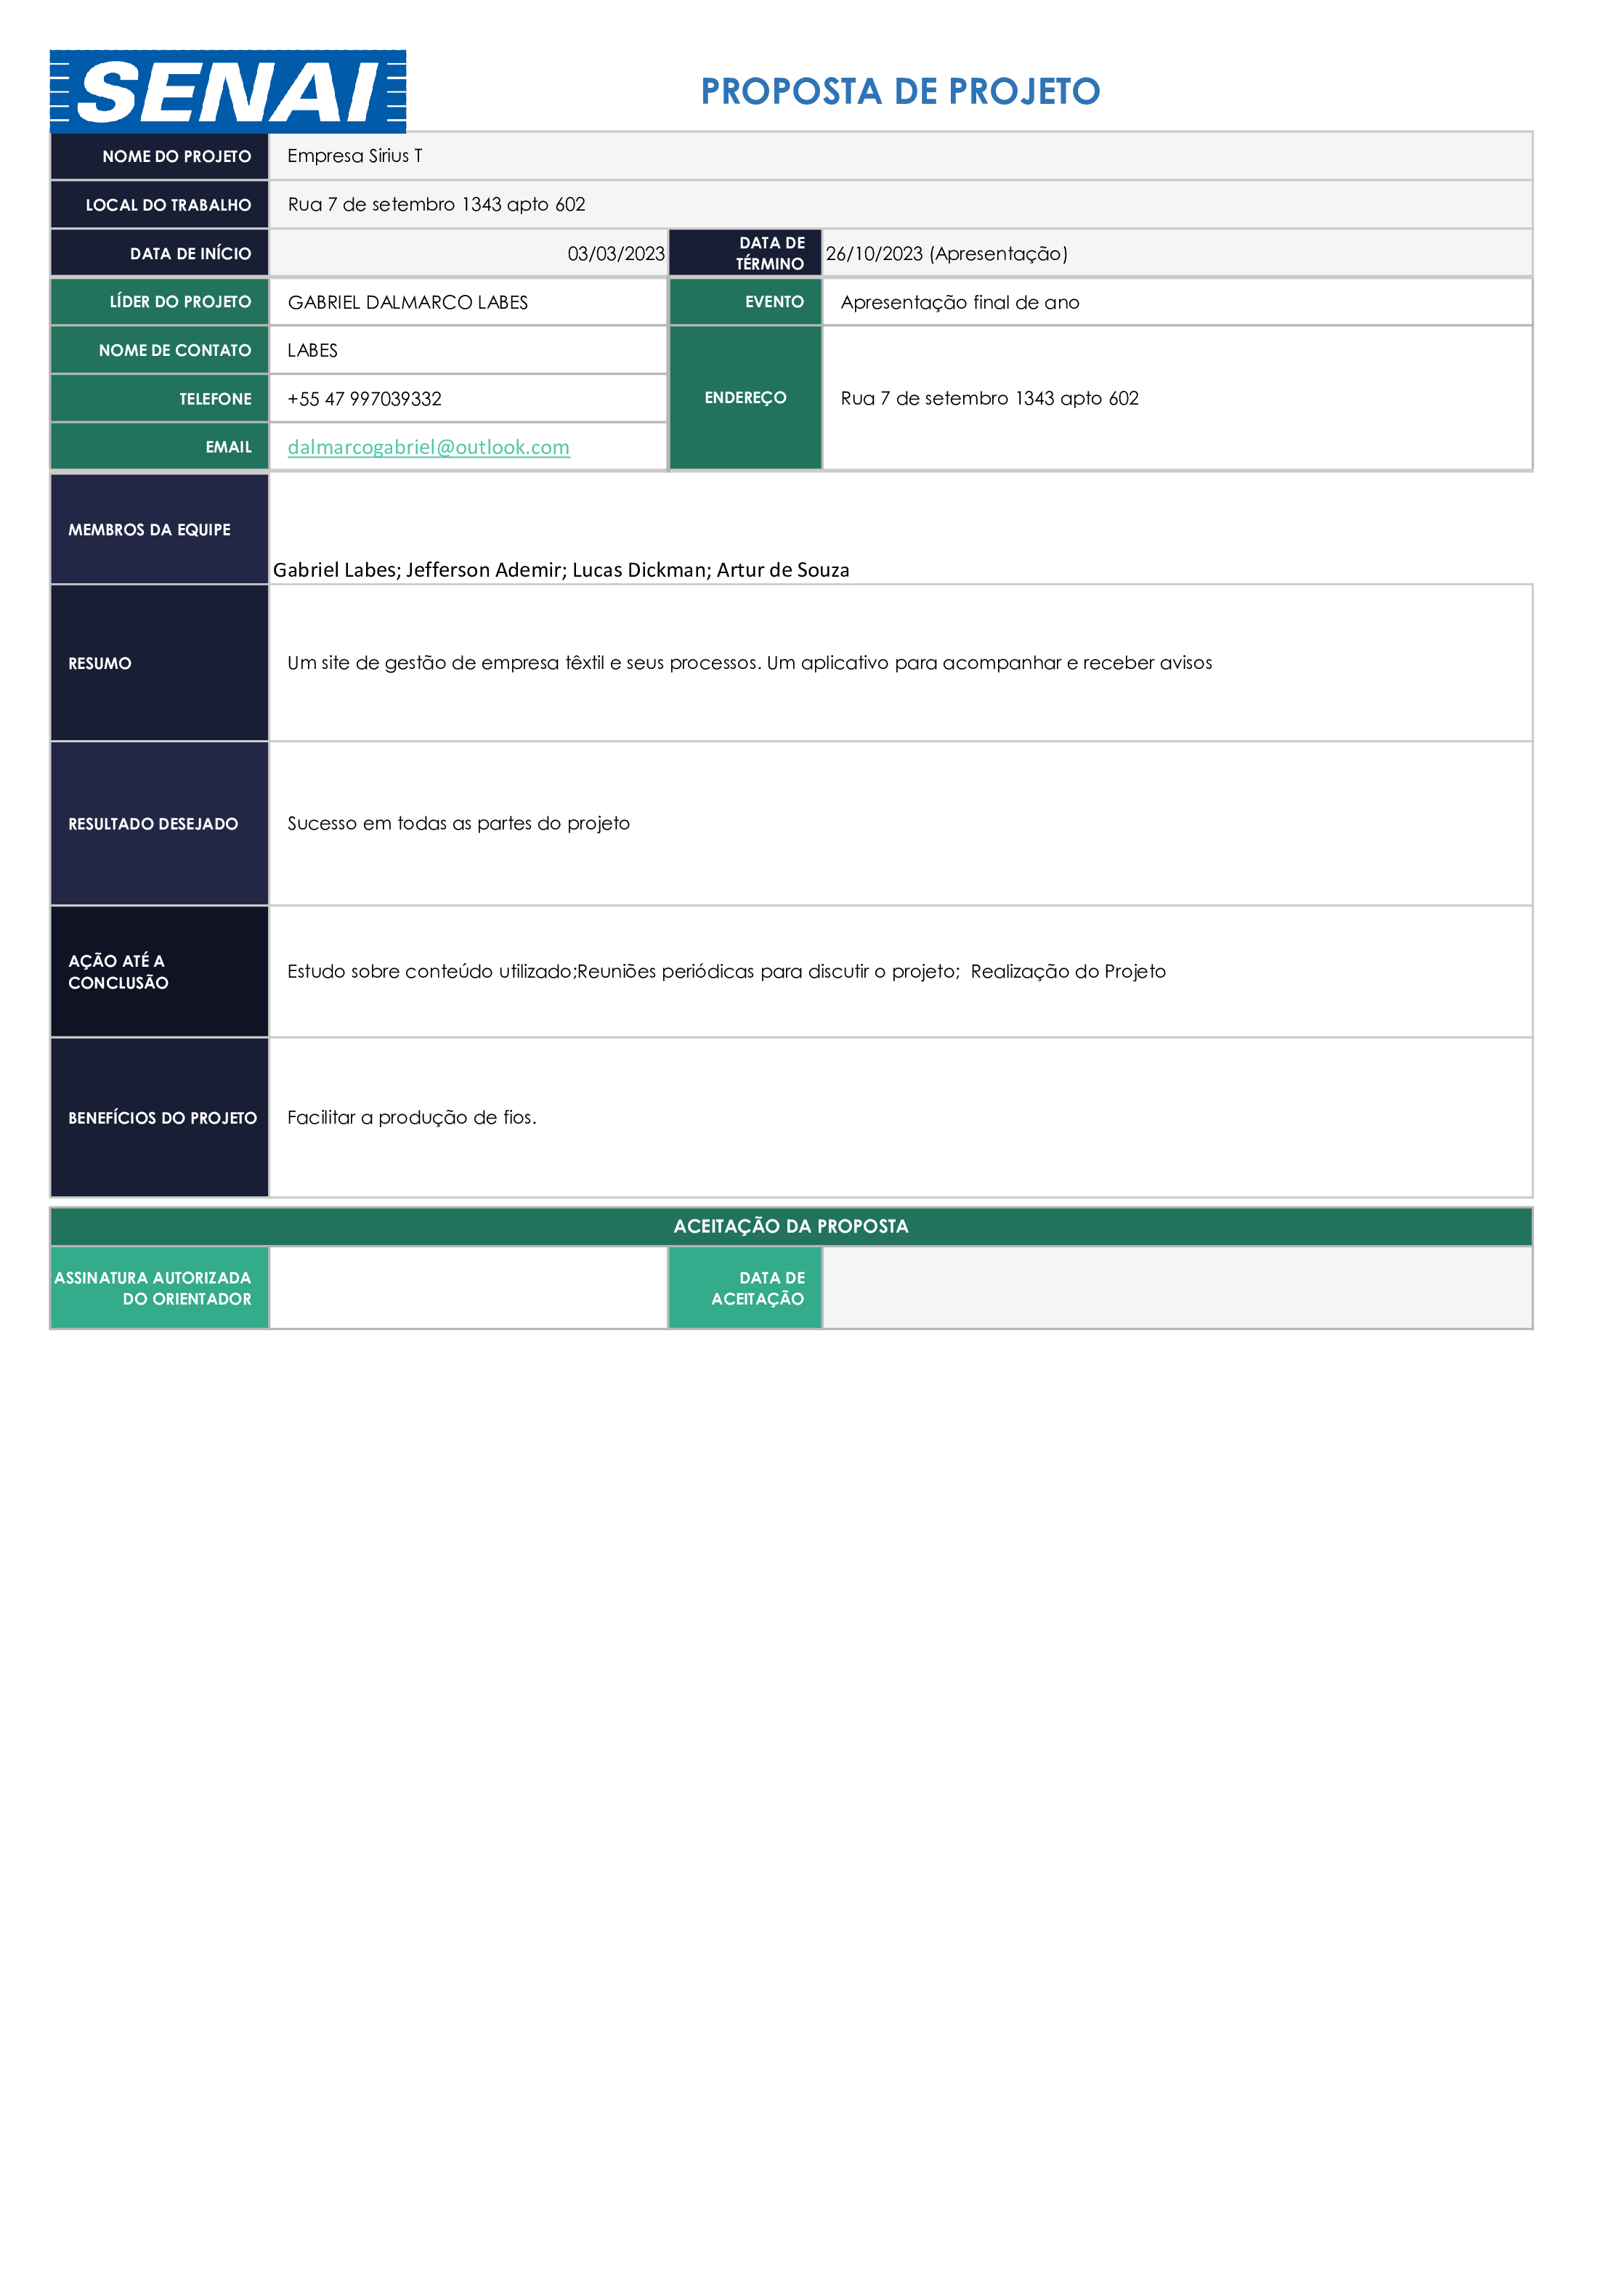 SENAI
PROPOSTA DE PROJETO
NOME DO PROJETO Empresa Sirius T
LOCAL DO TRABALHO Rua 7 de setembro 1343 apto 602
DATA DE INÍCIO 03/03/2023 DATA DE TÉRMINO 26/10/2023 (Apresentação)
LÍDER DO PROJETO GABRIEL DALMARCO LABES EVENTO Apresentação final de ano
NOME DE CONTATO LABES
TELEFONE +55 47 997039332 ENDEREÇO Rua 7 de setembro 1343 apto 602
EMAIL dalmarcogabriel@outlook.com
MEMBROS DA EQUIPE
Gabriel Labes; Jefferson Ademir; Lucas Dickman; Artur de Souza
RESUMO Um site de gestão de empresa têxtil e seus processos. Um aplicativo para acompanhar e receber avisos
RESULTADO DESEJADO Sucesso em todas as partes do projeto
AÇÃO ATÉ A
CONCLUSÃO
Estudo sobre conteúdo utilizado;Reuniões periódicas para discutir o projeto;  Realização do Projeto
BENEFÍCIOS DO PROJETO Facilitar a produção de fios.
ACEITAÇÃO DA PROPOSTA
ASSINATURA AUTORIZADA
DO ORIENTADOR
DATA DE
ACEITAÇÃO